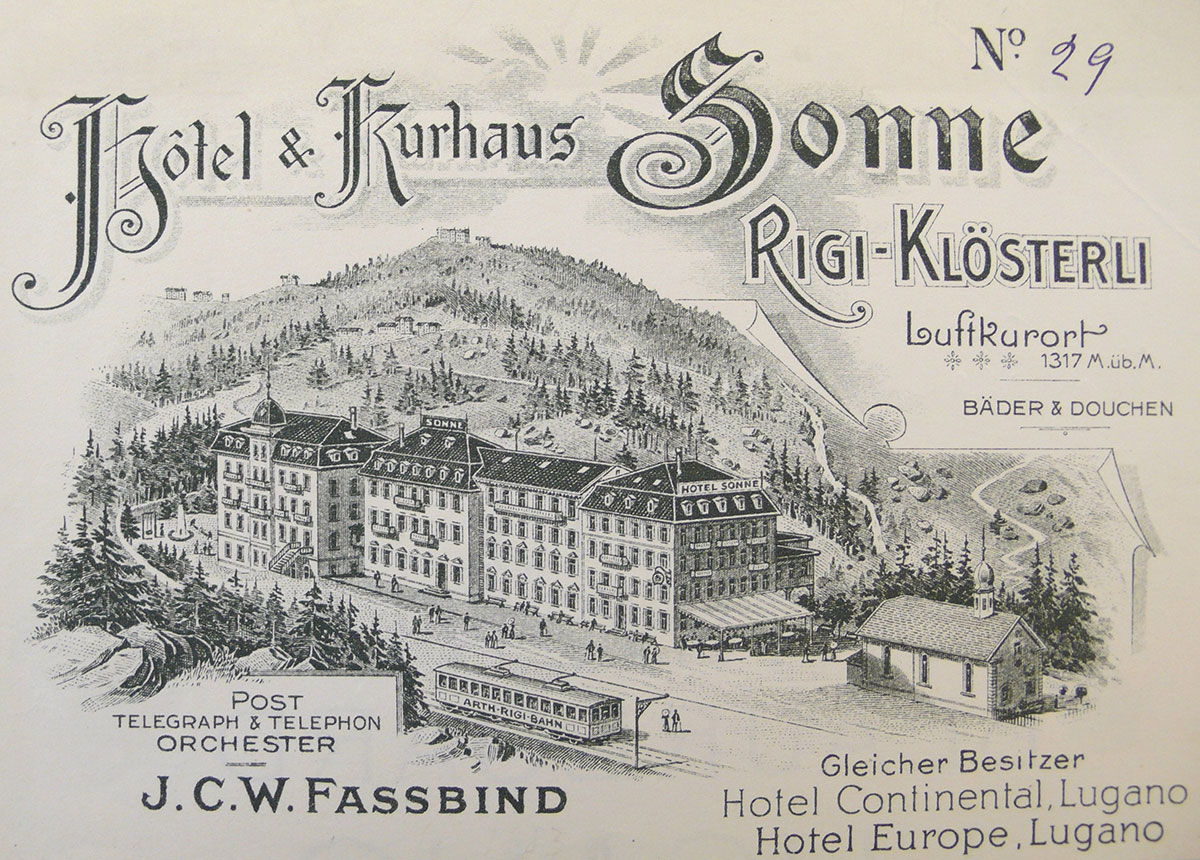 Nº 29
Hôtel & Kurhaus Sonne
RIGI-KLÖSTERLI
Luftkurort
1317 M.üb.M.
BÄDER & DOUCHEN
SONNE
HOTEL SONNE
ARTH-RIGI-BAHN
POST
TELEGRAPH & TELEPHON
ORCHESTER
J.C.W. FASSBIND
Gleicher Besitzer
Hotel Continental, Lugano
Hotel Europe, Lugano